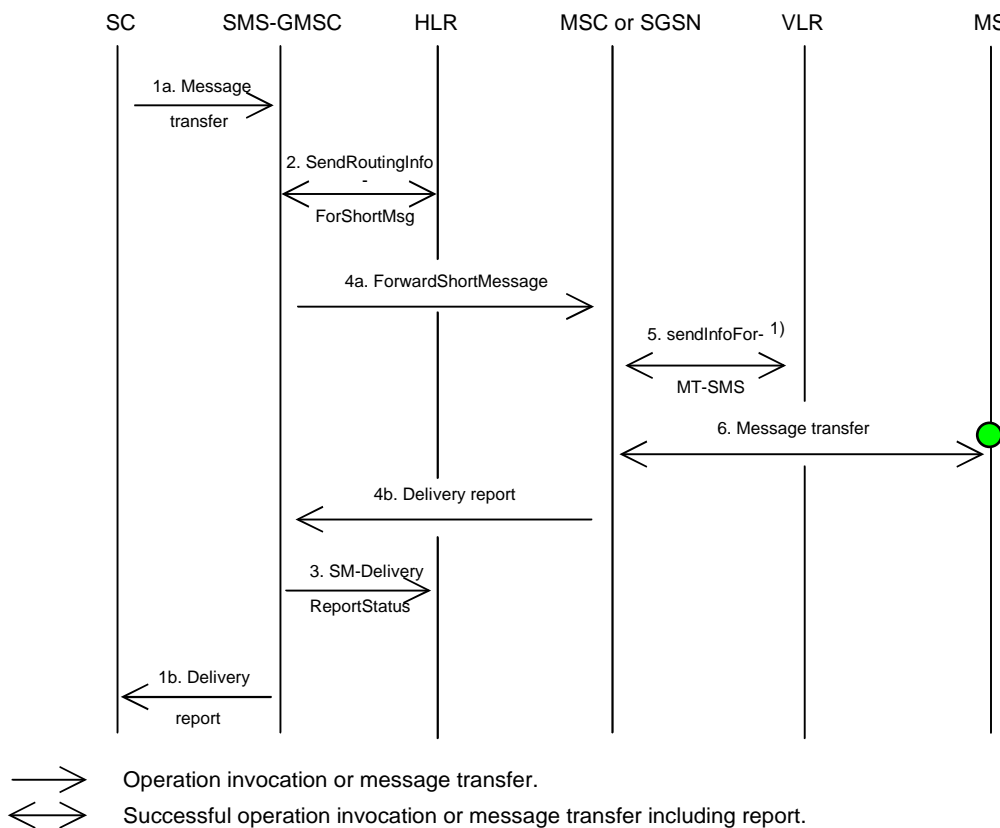 SC SMS-GMSC HLR MSC or SGSN VLR MS
1a. Message
transfer
2. SendRoutingInfo
-
ForShortMsg
4a. ForwardShortMessage
5. sendInfoFor- 1)
MT-SMS
6. Message transfer
4b. Delivery report
3. SM-Delivery
ReportStatus
1b. Delivery
report
Operation invocation or message transfer.
Successful operation invocation or message transfer including report.